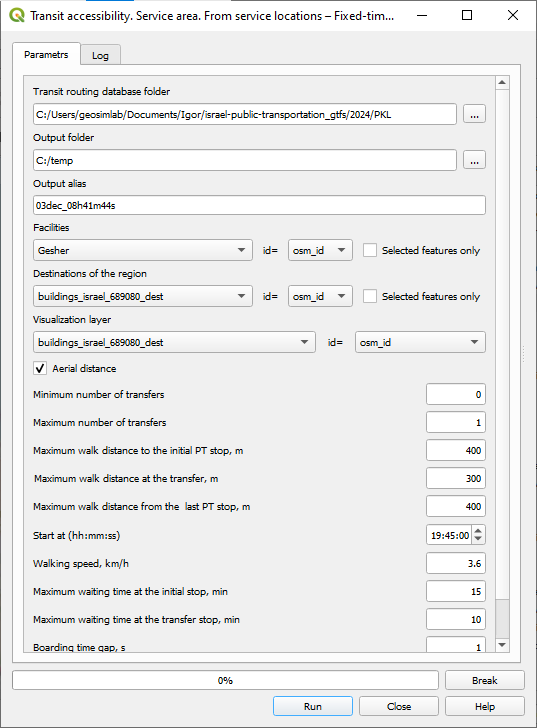 Transit accessibility. Service area. From service locations – Fixed-tim...
Parametrs
Log
Transit routing database folder
C:/Users/geosimlab/Documents/Igor/israel-public-transportation_gtfs/2024/PKL
...
Output folder
C:/temp
...
Output alias
03dec_08h41m44s
Facilities
Gesher id= osm_id Selected features only
Destinations of the region
buildings_israel_689080_dest id= osm_id Selected features only
Visualization layer
buildings_israel_689080_dest id= osm_id
Aerial distance
Minimum number of transfers 0
Maximum number of transfers 1
Maximum walk distance to the initial PT stop, m 400
Maximum walk distance at the transfer, m 300
Maximum walk distance from the last PT stop, m 400
Start at (hh:mm:ss) 19:45:00
Walking speed, km/h 3.6
Maximum waiting time at the initial stop, min 15
Maximum waiting time at the transfer stop, min 10
Boarding time gap, s 1
0% Break
Run Close Help